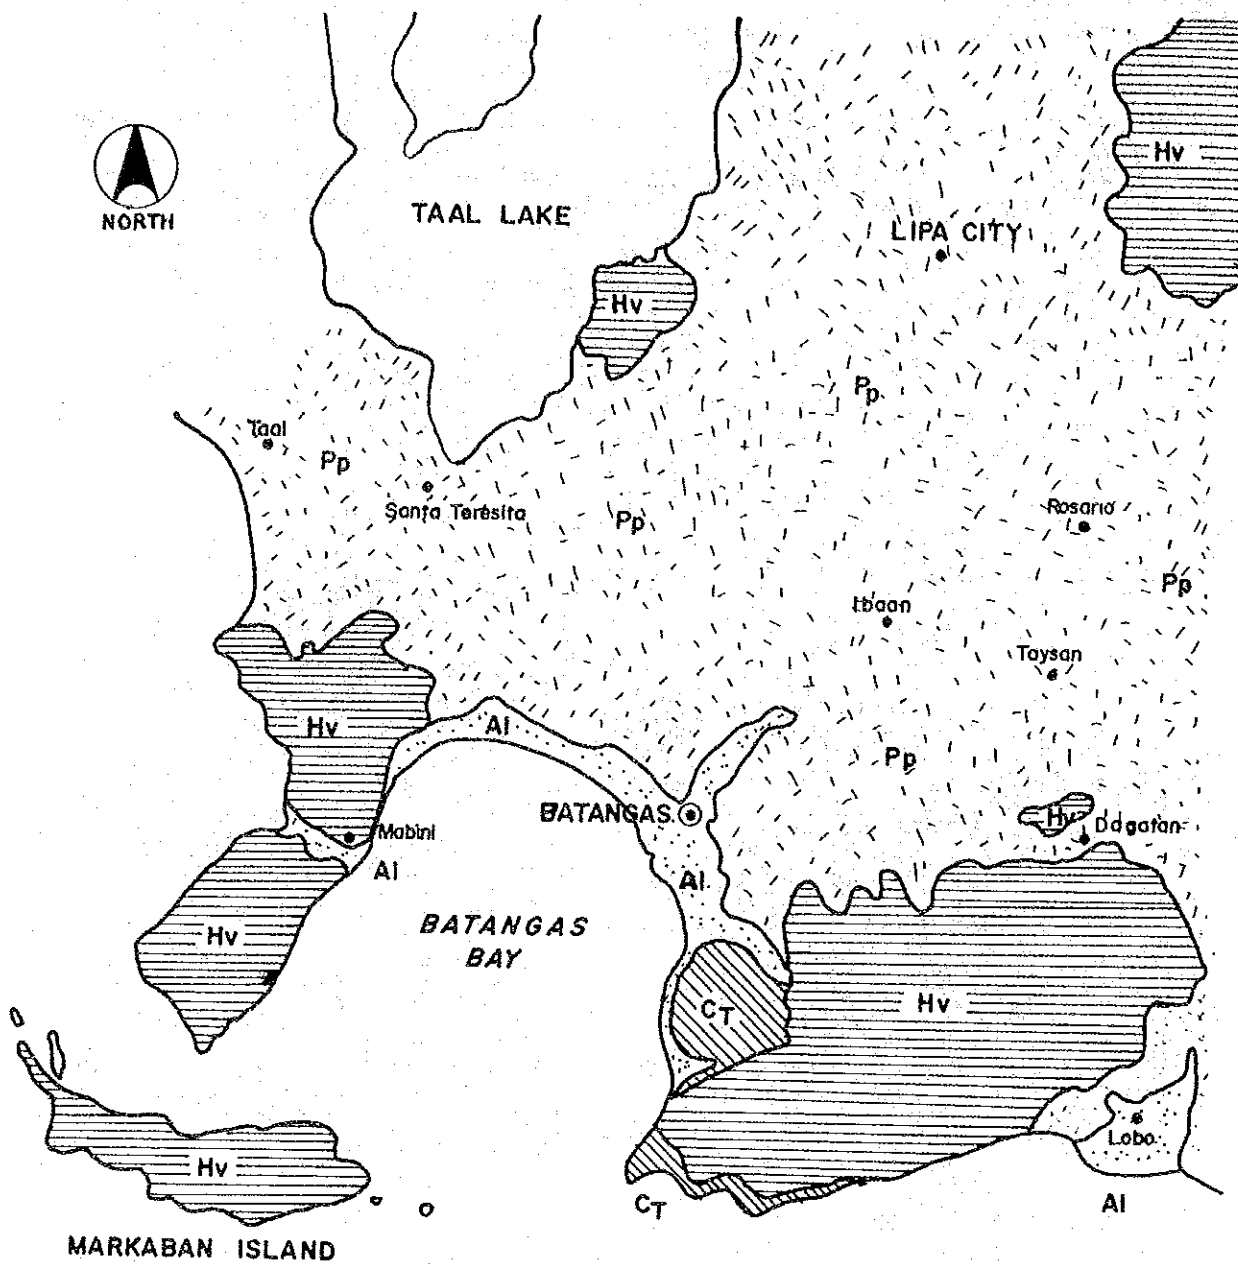 Hv
NORTH
TAAL LAKE
LIPA CITY
Hv
Pp
Taal
Pp
Santa Teresita
Pp
Rosario
Pp
Ibaan
Taysan
Hv
Al
Pp
BATANGAS
Hv
Dagatan
Mabini
Al
Al
BATANGAS
BAY
Hv
CT
Hv
Lobo
Hv
CT
Al
MARKABAN ISLAND